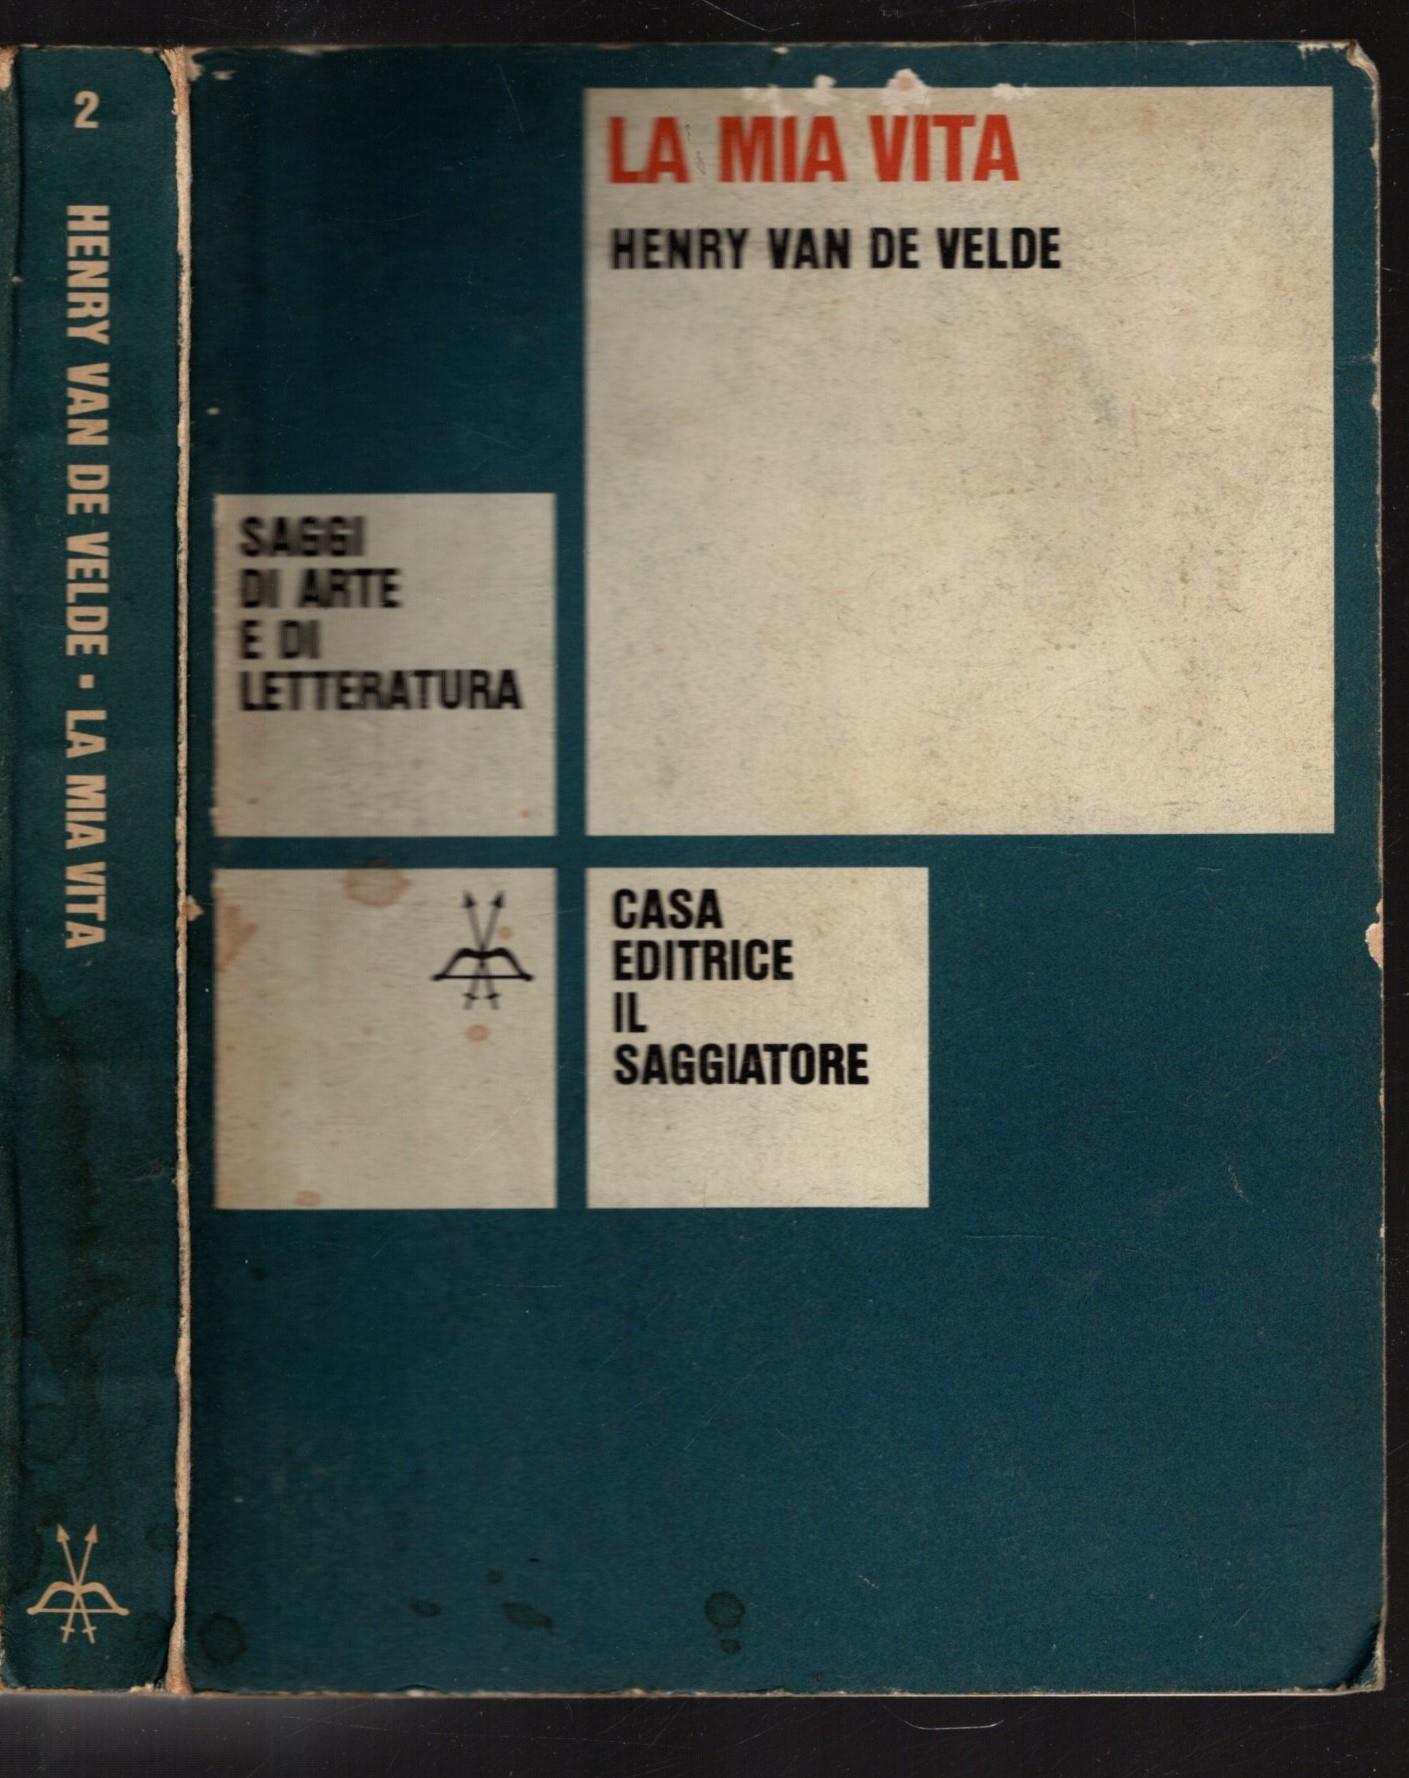 2
HENRY VAN DE VELDE ▪ LA MIA VITA
LA MIA VITA
HENRY VAN DE VELDE
SAGGI
DI ARTE
E DI
LETTERATURA
CASA
EDITRICE
IL
SAGGIATORE